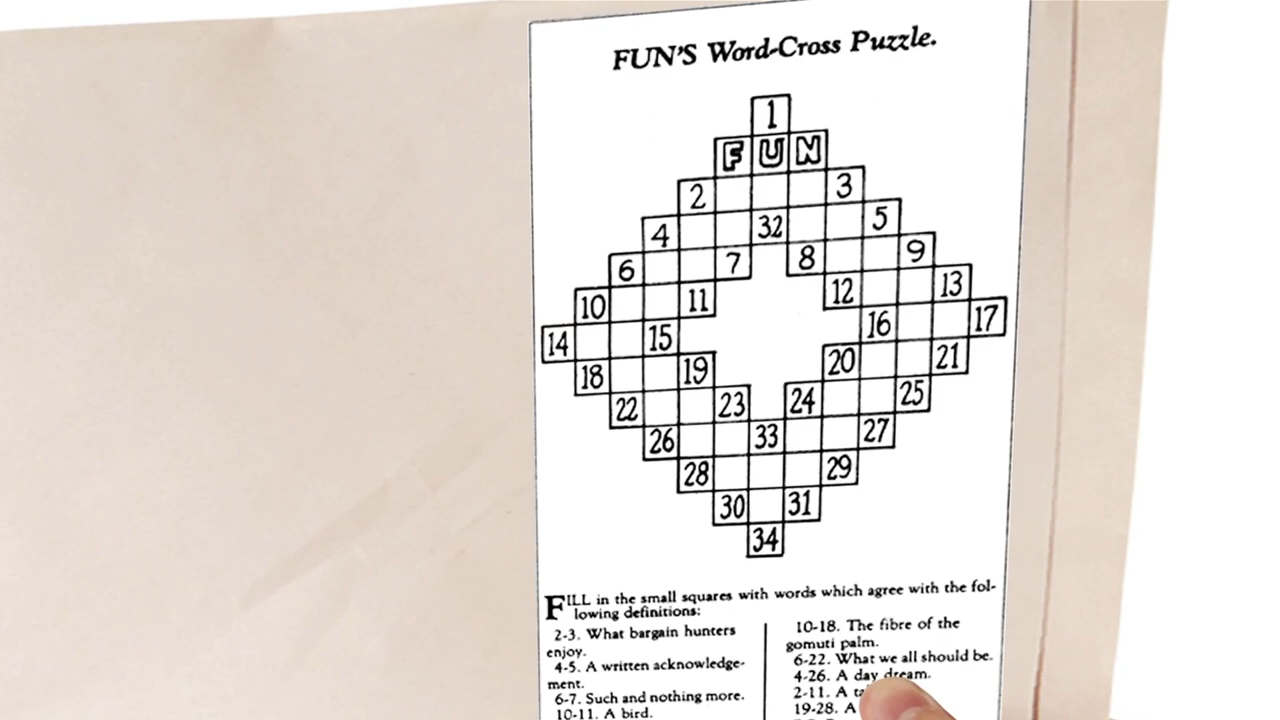 FUN'S Word-Cross Puzzle.
1
F U N
2 3
4 32 5
6 7 8 9
10 11 12 13
14 15 16 17
18 19 20 21
22 23 24 25
26 33 27
28 29
30 31
34
FILL in the small squares with words which agree with the fol-
lowing definitions:
2-3. What bargain hunters
enjoy.
4-5. A written acknowledge-
ment.
6-7. Such and nothing more.
10-11. A bird.
10-18. The fibre of the
gomuti palm.
6-22. What we all should be.
4-26. A day dream.
2-11. A
19-28. A